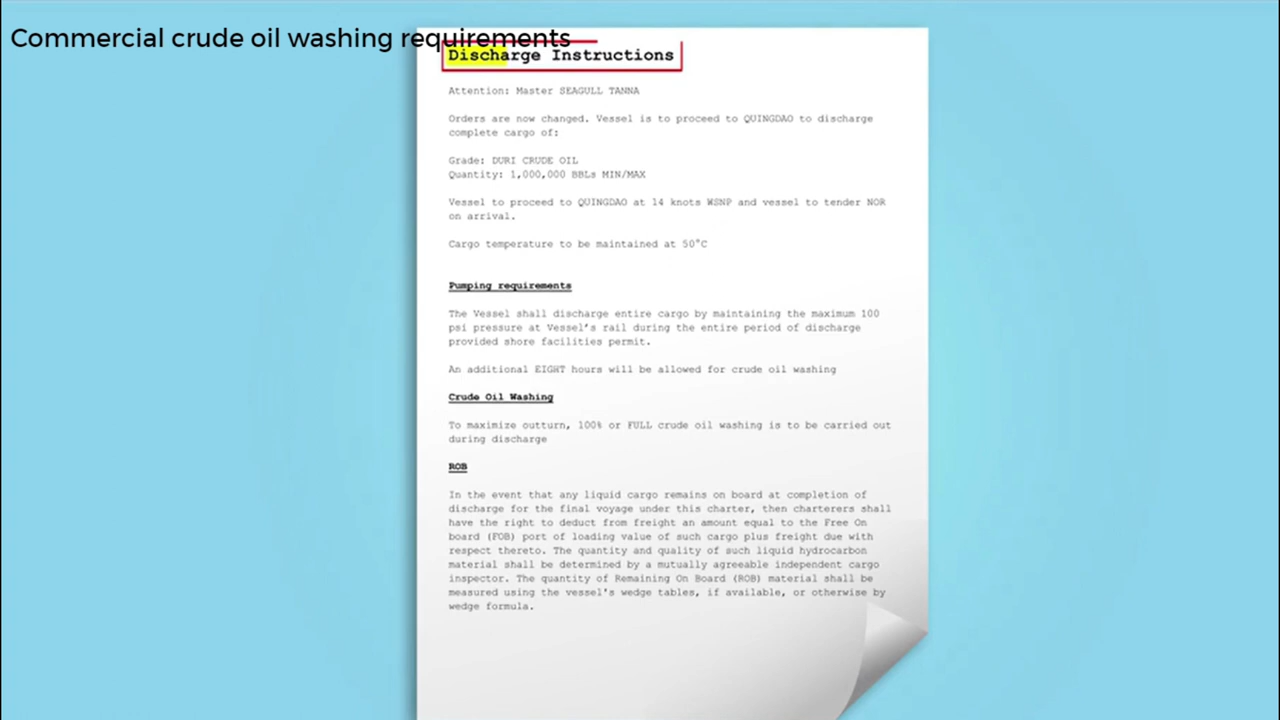 Commercial crude oil washing requirements
Discharge Instructions
Attention: Master SEAGULL TANNA
Orders are now changed. Vessel is to proceed to QUINGDAO to discharge
complete cargo of:
Grade: DURI CRUDE OIL
Quantity: 1,000,000 BBLs MIN/MAX
Vessel to proceed to QUINGDAO at 14 knots WSNP and vessel to tender NOR
on arrival.
Cargo temperature to be maintained at 50°C
Pumping requirements
The Vessel shall discharge entire cargo by maintaining the maximum 100
psi pressure at Vessel's rail during the entire period of discharge
provided shore facilities permit.
An additional EIGHT hours will be allowed for crude oil washing
Crude Oil Washing
To maximize outturn, 100% or FULL crude oil washing is to be carried out
during discharge
ROB
In the event that any liquid cargo remains on board at completion of
discharge for the final voyage under this charter, then charterers shall
have the right to deduct from freight an amount equal to the Free On
board (FOB) port of loading value of such cargo plus freight due with
respect thereto. The quantity and quality of such liquid hydrocarbon
material shall be determined by a mutually agreeable independent cargo
inspector. The quantity of Remaining On Board (ROB) material shall be
measured using the vessel's wedge tables, if available, or otherwise by
wedge formula.